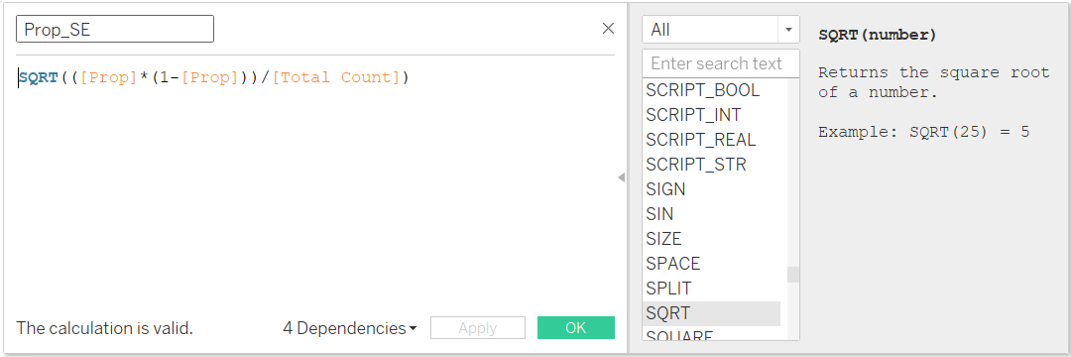 Prop_SE
SQRT(([Prop]*(1-[Prop]))/[Total Count])
The calculation is valid.
4 Dependencies
Apply
OK
All
Enter search text
SCRIPT_BOOL
SCRIPT_INT
SCRIPT_REAL
SCRIPT_STR
SIGN
SIN
SIZE
SPACE
SPLIT
SQRT
SQUARE
SQRT(number)
Returns the square root
of a number.
Example: SQRT(25) = 5